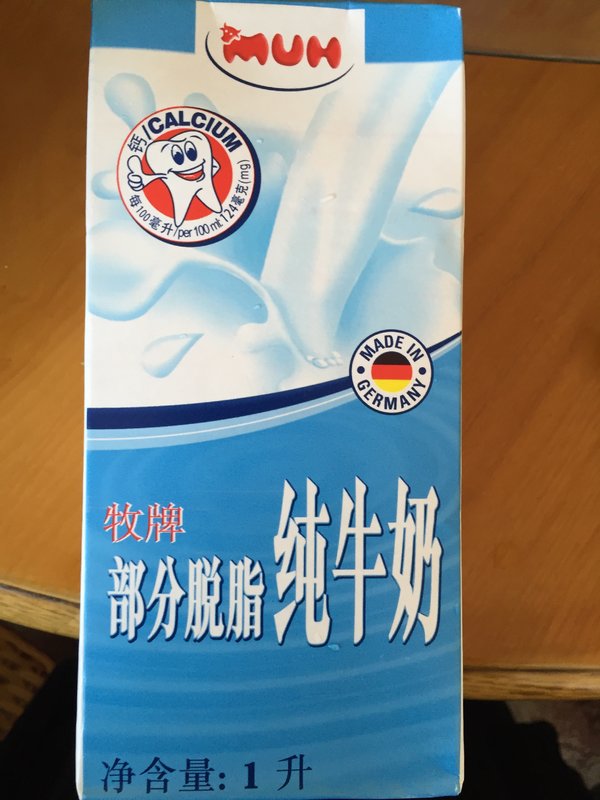 MUH
钙/CALCIUM
每100毫升/per 100 ml 124毫克(mg)
MADE IN
GERMANY
牧牌
部分脱脂 纯牛奶
净含量: 1 升